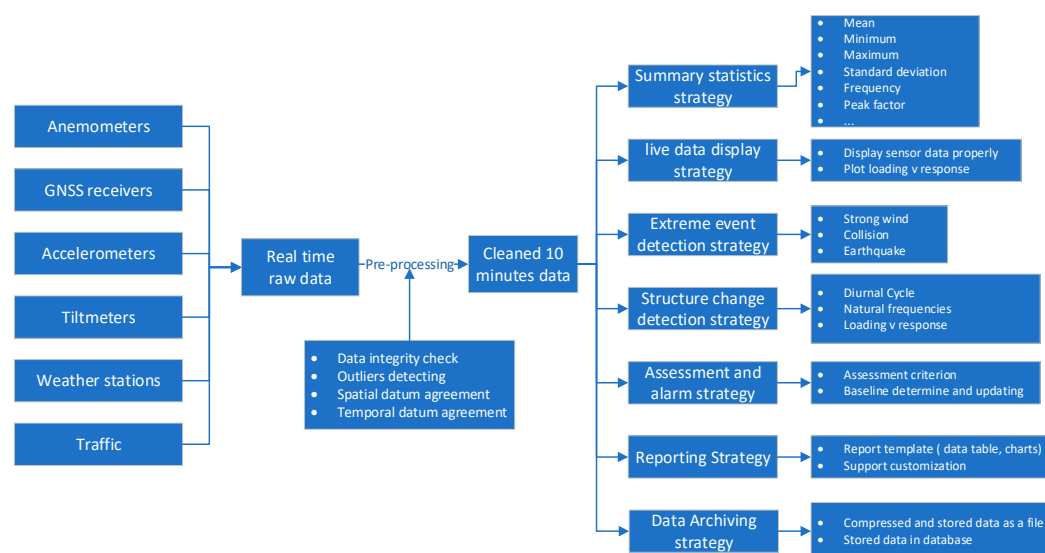 Anemometers
GNSS receivers
Accelerometers
Tiltmeters
Weather stations
Traffic
Real time
raw data
Pre-processing
• Data integrity check
• Outliers detecting
• Spatial datum agreement
• Temporal datum agreement
Cleaned 10
minutes data
Summary statistics
strategy
• Mean
• Minimum
• Maximum
• Standard deviation
• Frequency
• Peak factor
• ...
live data display
strategy
• Display sensor data properly
• Plot loading v response
Extreme event
detection strategy
• Strong wind
• Collision
• Earthquake
Structure change
detection strategy
• Diurnal Cycle
• Natural frequencies
• Loading v response
Assessment and
alarm strategy
• Assessment criterion
• Baseline determine and updating
Reporting Strategy
• Report template ( data table, charts)
• Support customization
Data Archiving
strategy
• Compressed and stored data as a file
• Stored data in database